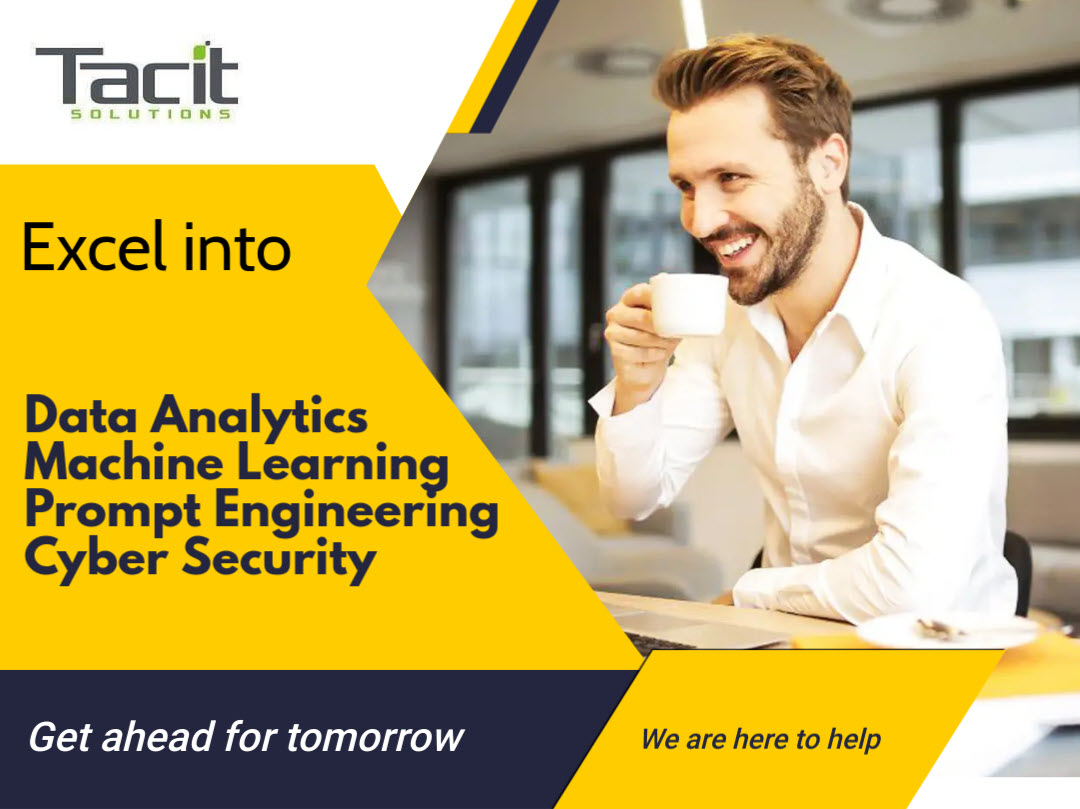 Tacit
SOLUTIONS
Excel into
Data Analytics
Machine Learning
Prompt Engineering
Cyber Security
Get ahead for tomorrow
We are here to help